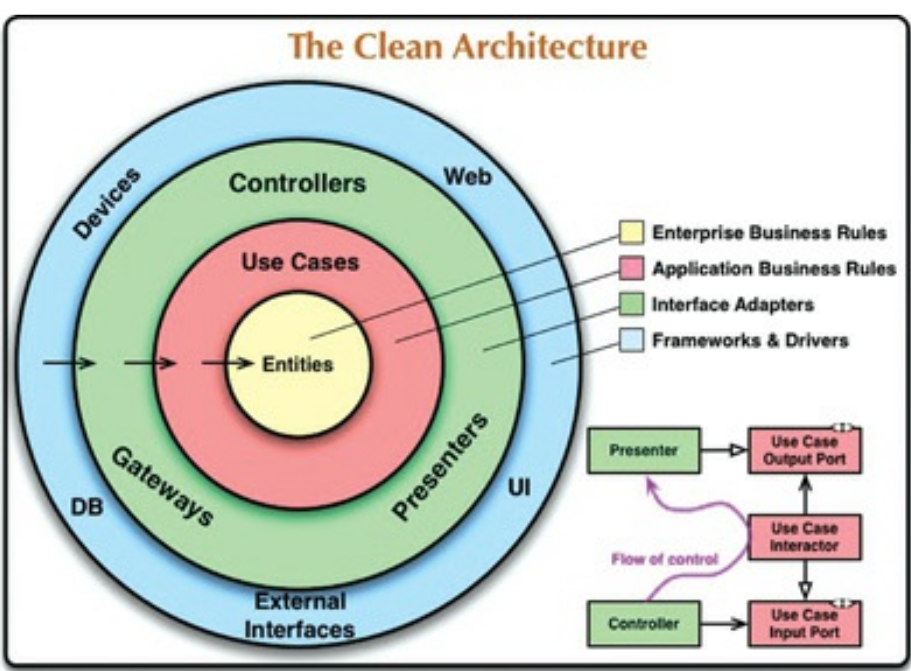 The Clean Architecture
Devices
Web
Controllers
Use Cases
Entities
Gateways
Presenters
DB
UI
External
Interfaces
Enterprise Business Rules
Application Business Rules
Interface Adapters
Frameworks & Drivers
Presenter
Use Case
Output Port
Flow of control
Use Case
Interactor
Controller
Use Case
Input Port